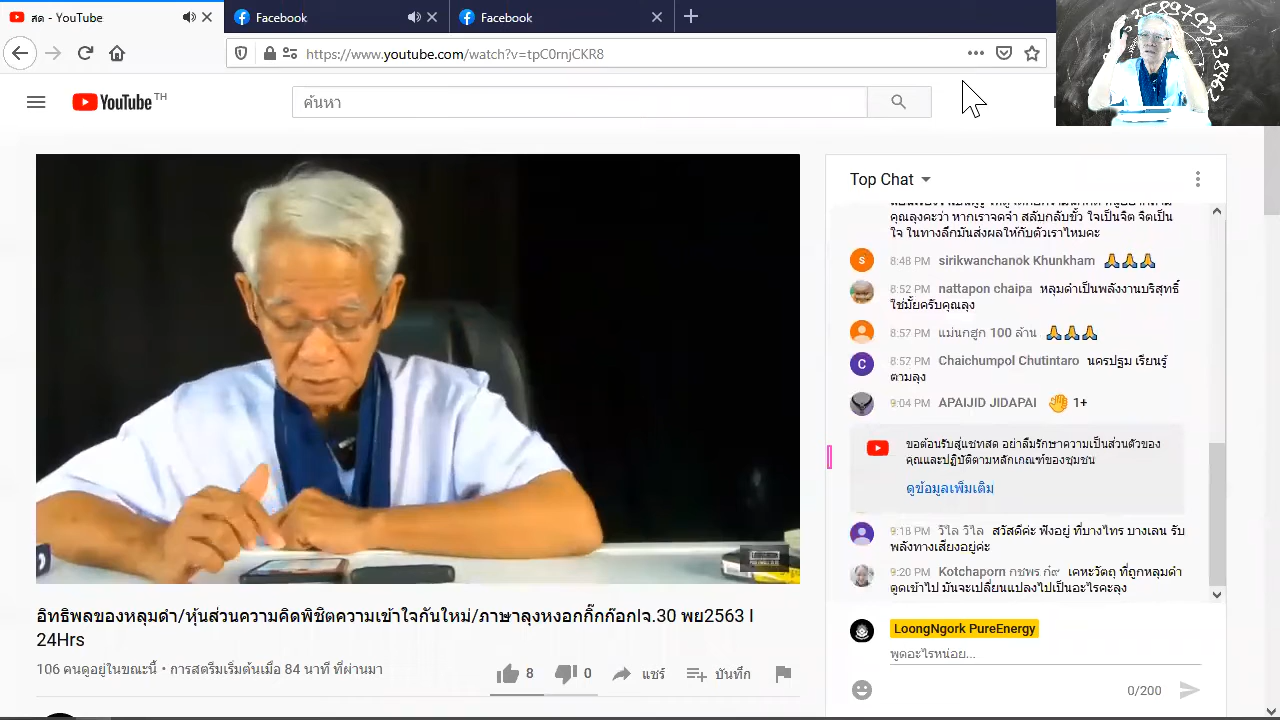 สด - YouTube
Facebook
Facebook
https://www.youtube.com/watch?v=tpC0rnjCKR8
YouTube TH
ค้นหา
Top Chat
คุณลุงคะว่า หากเราจดจำ สลับกลับขั้ว ใจเป็นจิต จิตเป็น
ใจ ในทางลึกมันส่งผลให้กับตัวเราไหมคะ
8:48 PM sirikwanchanok Khunkham 🙏🙏🙏
8:52 PM nattapon chaipa หลุมดำเป็นพลังงานบริสุทธิ์
ใช่มั้ยครับคุณลุง
8:57 PM แม่นกฮูก 100 ล้าน 🙏🙏🙏
8:52 PM Chaichumpol Chutintaro นครปฐม เรียนรู้
ตามลุง
9:04 PM APAIJID JIDAPAI 👋 1+
ขอต้อนรับสู่แชทสด อย่าลืมรักษาความเป็นส่วนตัวของ
คุณและปฏิบัติตามหลักเกณฑ์ของชุมชน
ดูข้อมูลเพิ่มเติม
9:18 PM วิไล วิไล สวัสดีค่ะ ฟังอยู่ ที่บางไทร บางเลน รับ
พลังทางเสียงอยู่ค่ะ
9:20 PM Kotchaporn กชพร ก๋ฯ เคหะวัตถุ ที่ถูกหลุมดำ
ดูดเข้าไป มันจะเปลี่ยนแปลงไปเป็นอะไรคะลุง
LoongNgork PureEnergy
พูดอะไรหน่อย...
0/200
อิทธิพลของหลุมดำ/หุ้นส่วนความคิดพิชิตความเข้าใจกันใหม่/ภาษาลุงหงอกกิ๊กก๊อกIจ.30 พย2563 I
24Hrs
106 คนดูอยู่ในขณะนี้ • การสตรีมเริ่มต้นเมื่อ 84 นาที ที่ผ่านมา
8
0
แชร์
บันทึก